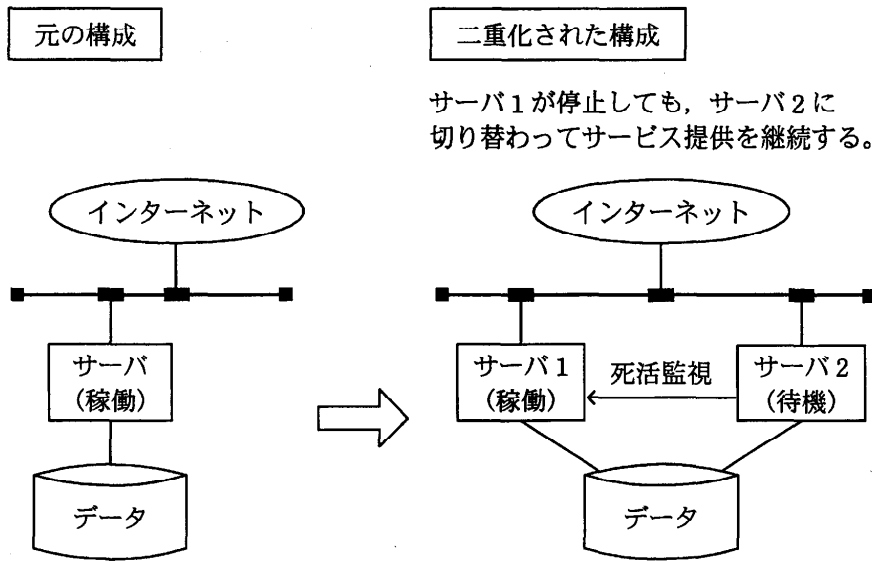 元の構成
二重化された構成
サーバ1が停止しても，サーバ2に
切り替わってサービス提供を継続する。
インターネット
インターネット
サーバ
(稼働)
サーバ1
(稼働)
死活監視
サーバ2
(待機)
データ
データ